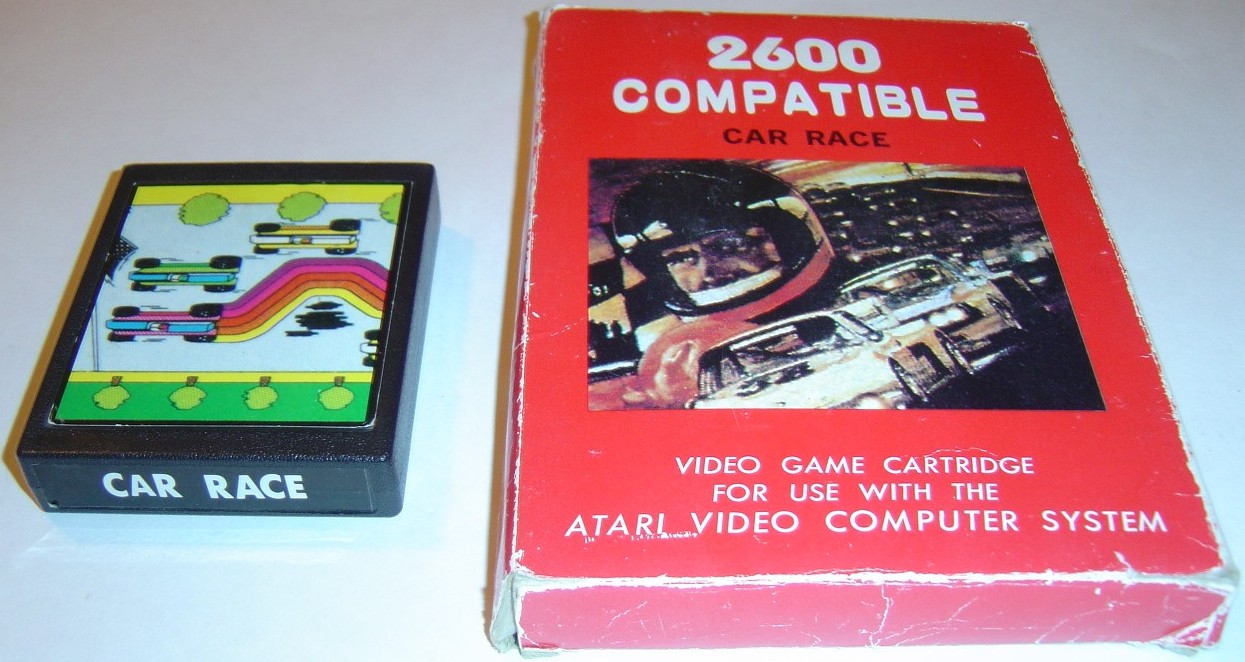 CAR RACE
2600
COMPATIBLE
CAR RACE
VIDEO GAME CARTRIDGE
FOR USE WITH THE
ATARI VIDEO COMPUTER SYSTEM